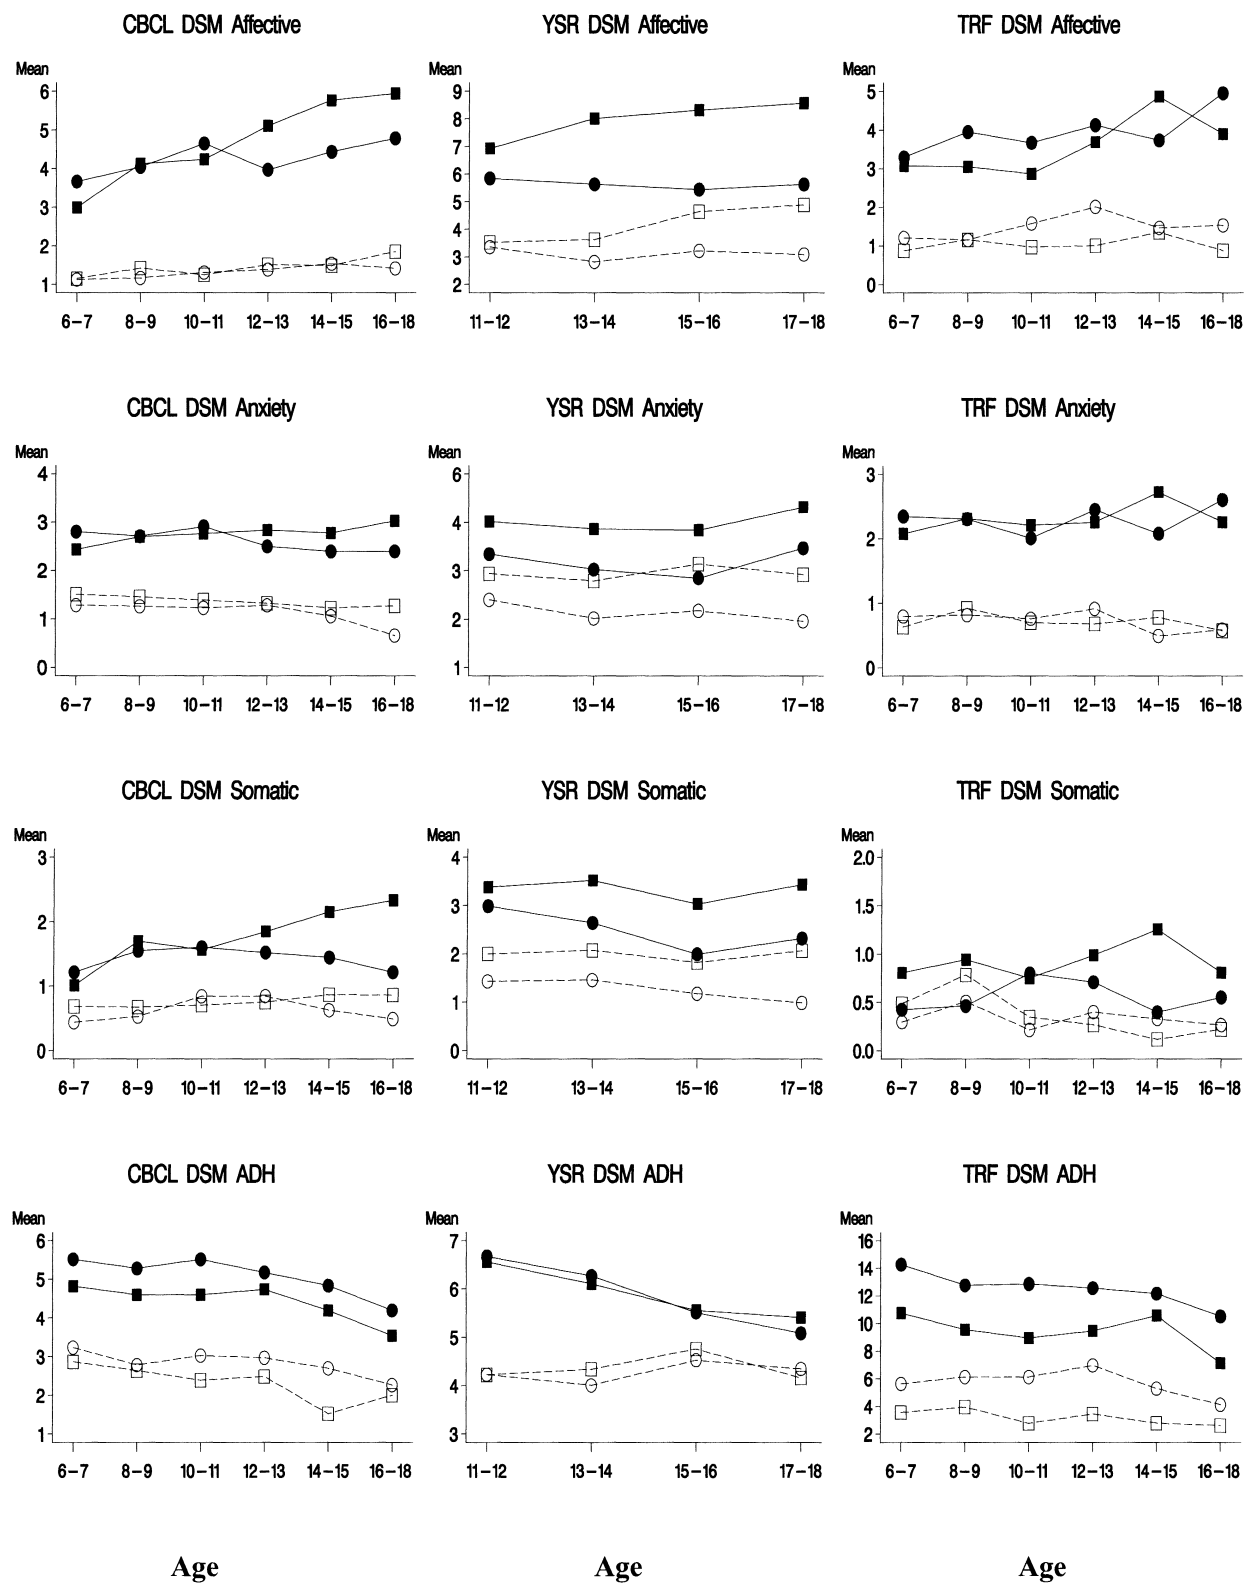 CBCL DSM Affective YSR DSM Affective TRF DSM Affective
Mean Mean Mean
6 9 5
5 8 4
4 7 3
3 6 2
2 5 1
1 4 0
3
2
6-7 8-9 10-11 12-13 14-15 16-18 11-12 13-14 15-16 17-18 6-7 8-9 10-11 12-13 14-15 16-18
CBCL DSM Anxiety YSR DSM Anxiety TRF DSM Anxiety
Mean Mean Mean
4 6 3
3 4 2
2 3 1
1 2 0
0 1
6-7 8-9 10-11 12-13 14-15 16-18 11-12 13-14 15-16 17-18 6-7 8-9 10-11 12-13 14-15 16-18
CBCL DSM Somatic YSR DSM Somatic TRF DSM Somatic
Mean Mean Mean
3 4 2.0
2 3 1.5
1 2 1.0
0 1 0.5
0 0.0
6-7 8-9 10-11 12-13 14-15 16-18 11-12 13-14 15-16 17-18 6-7 8-9 10-11 12-13 14-15 16-18
CBCL DSM ADH YSR DSM ADH TRF DSM ADH
Mean Mean Mean
6 7 16
5 6 14
4 5 12
3 4 10
2 3 8
1 6
4
2
6-7 8-9 10-11 12-13 14-15 16-18 11-12 13-14 15-16 17-18 6-7 8-9 10-11 12-13 14-15 16-18
Age Age Age